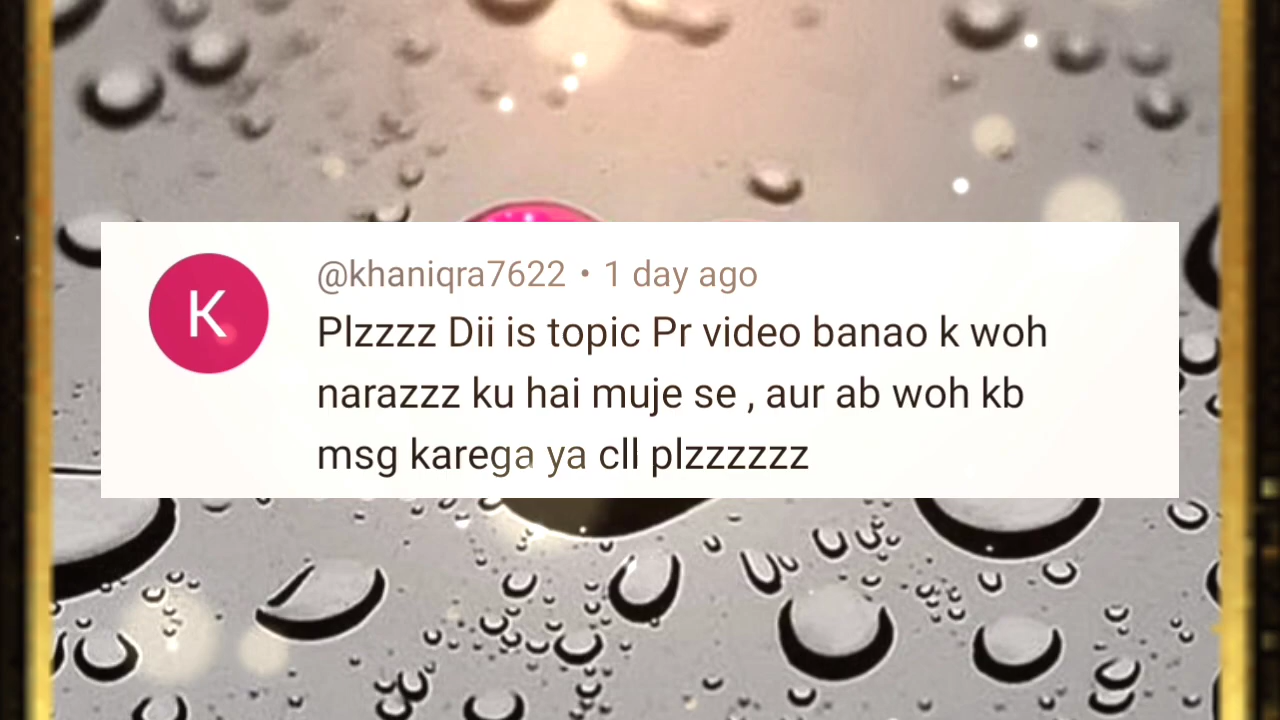 K
@khaniqra7622 • 1 day ago
Plzzzz Dii is topic Pr video banao k woh
narazzz ku hai muje se , aur ab woh kb
msg karega ya cll plzzzzzz